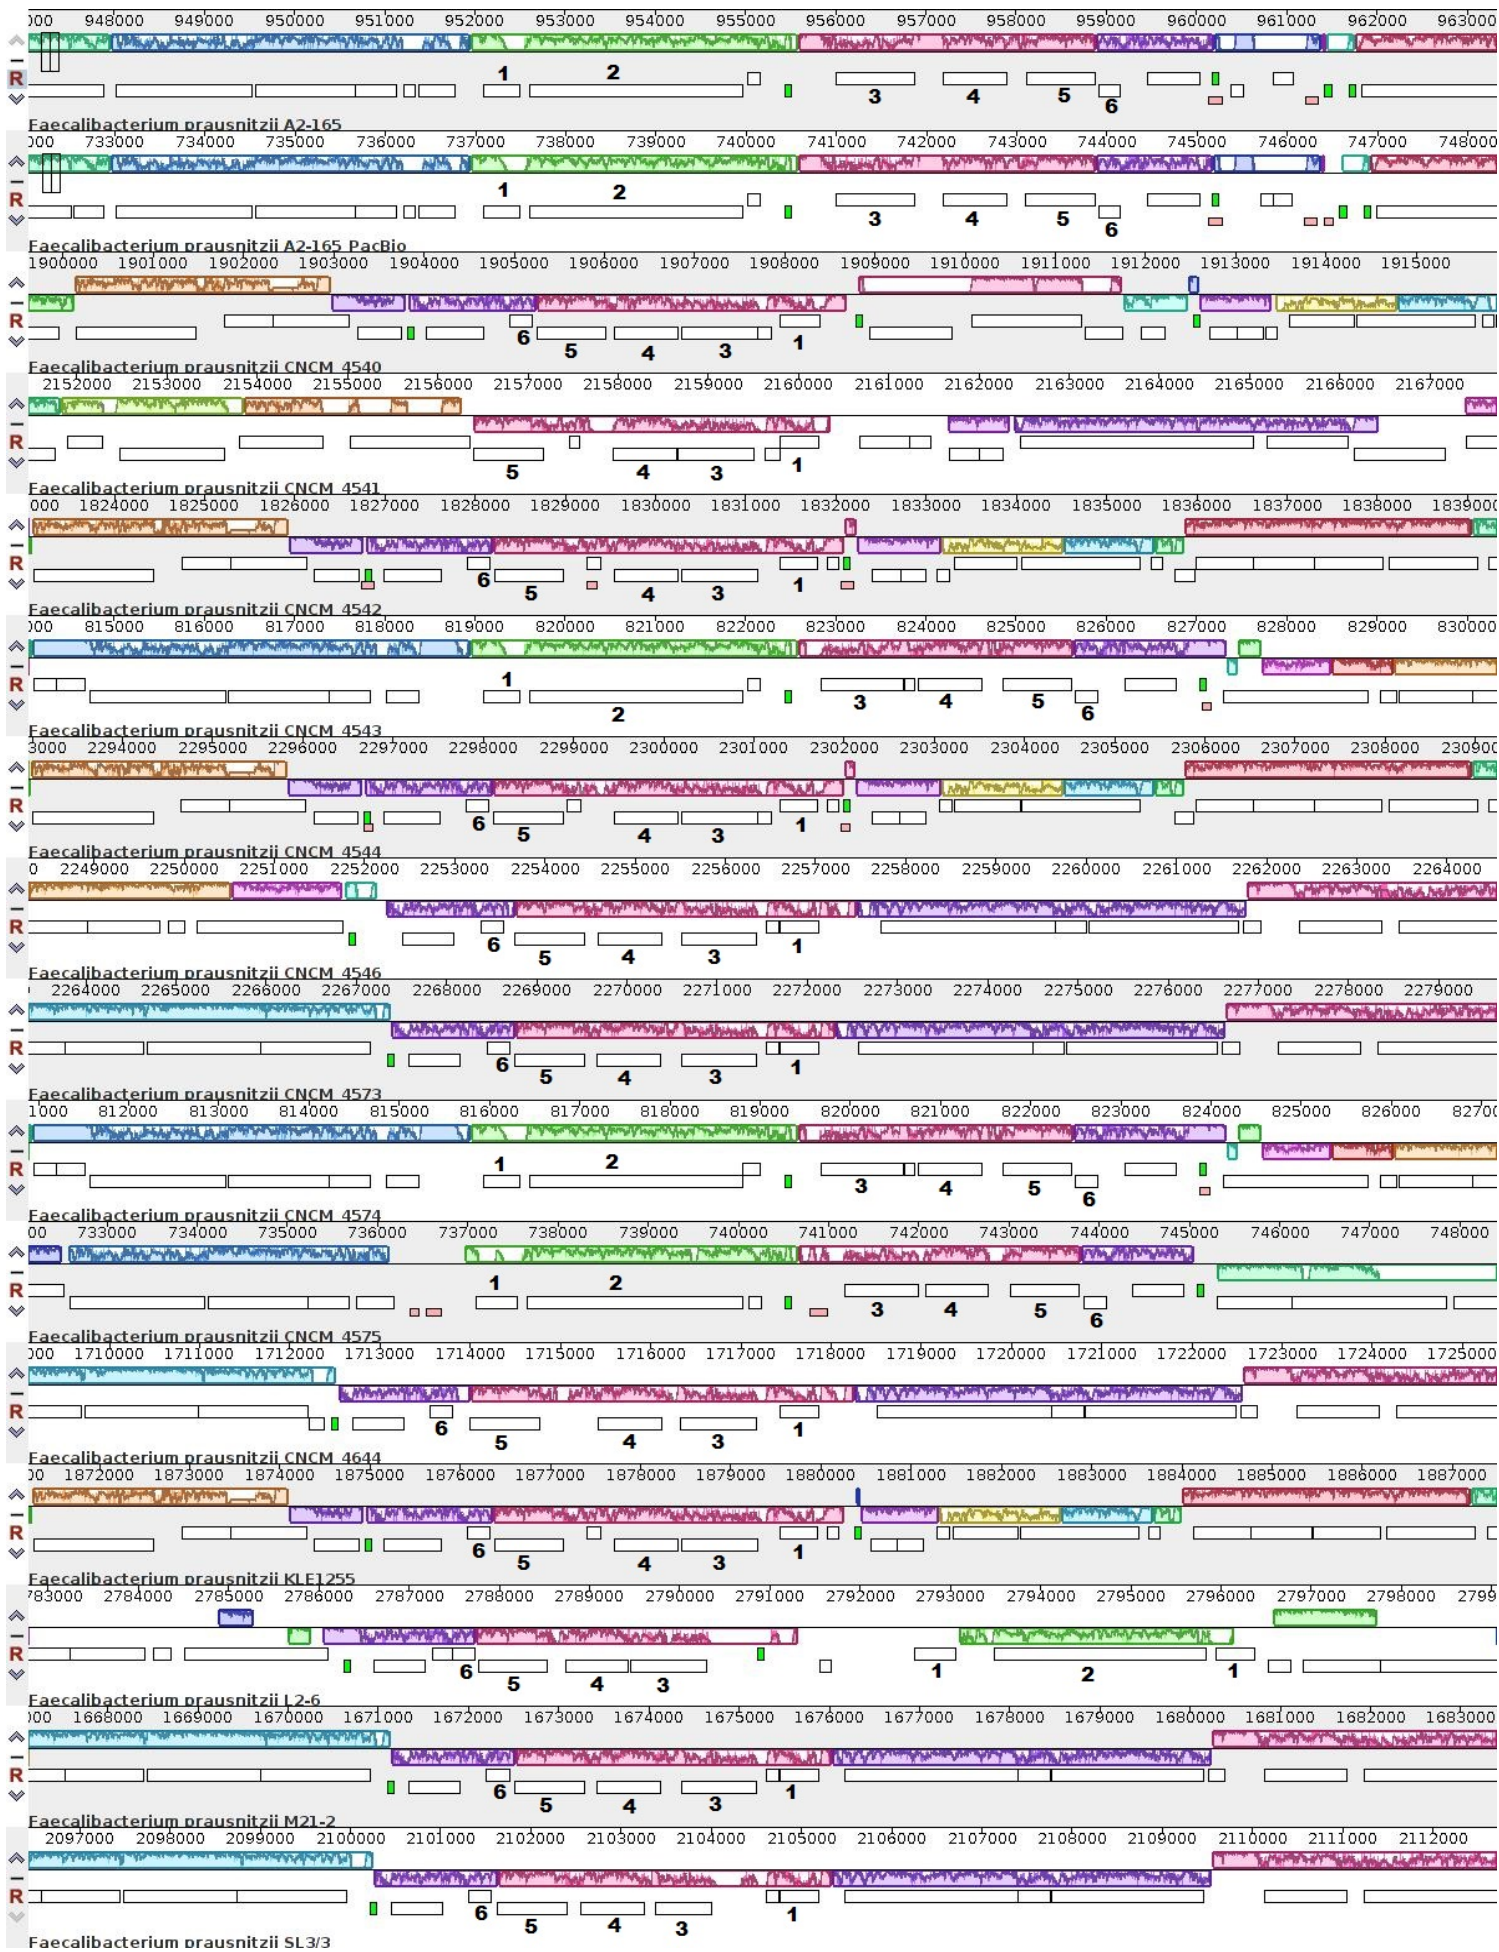 000 948000 949000 950000 951000 952000 953000 954000 955000 956000 957000 958000 959000 960000 961000 962000 963000
1 2
R
3 4 5 6
Faecalibacterium prausnitzii A2-165
000 733000 734000 735000 736000 737000 738000 739000 740000 741000 742000 743000 744000 745000 746000 747000 748000
1 2
R
3 4 5 6
Faecalibacterium prausnitzii A2-165 PacBio
1900000 1901000 1902000 1903000 1904000 1905000 1906000 1907000 1908000 1909000 1910000 1911000 1912000 1913000 1914000 1915000
R
6 5 4 3 1
Faecalibacterium prausnitzii CNCM 4540
2152000 2153000 2154000 2155000 2156000 2157000 2158000 2159000 2160000 2161000 2162000 2163000 2164000 2165000 2166000 2167000
R
5 4 3 1
Faecalibacterium prausnitzii CNCM 4541
000 1824000 1825000 1826000 1827000 1828000 1829000 1830000 1831000 1832000 1833000 1834000 1835000 1836000 1837000 1838000 1839000
R
6 5 4 3 1
Faecalibacterium prausnitzii CNCM 4542
000 815000 816000 817000 818000 819000 820000 821000 822000 823000 824000 825000 826000 827000 828000 829000 830000
1
R
2 3 4 5 6
Faecalibacterium prausnitzii CNCM 4543
3000 2294000 2295000 2296000 2297000 2298000 2299000 2300000 2301000 2302000 2303000 2304000 2305000 2306000 2307000 2308000 2309000
R
6 5 4 3 1
Faecalibacterium prausnitzii CNCM 4544
0 2249000 2250000 2251000 2252000 2253000 2254000 2255000 2256000 2257000 2258000 2259000 2260000 2261000 2262000 2263000 2264000
R
6 5 4 3 1
Faecalibacterium prausnitzii CNCM 4546
2264000 2265000 2266000 2267000 2268000 2269000 2270000 2271000 2272000 2273000 2274000 2275000 2276000 2277000 2278000 2279000
R
6 5 4 3 1
Faecalibacterium prausnitzii CNCM 4573
1000 812000 813000 814000 815000 816000 817000 818000 819000 820000 821000 822000 823000 824000 825000 826000 82700
1 2
R
3 4 5 6
Faecalibacterium prausnitzii CNCM 4574
00 733000 734000 735000 736000 737000 738000 739000 740000 741000 742000 743000 744000 745000 746000 747000 748000
1 2
R
3 4 5 6
Faecalibacterium prausnitzii CNCM 4575
000 1710000 1711000 1712000 1713000 1714000 1715000 1716000 1717000 1718000 1719000 1720000 1721000 1722000 1723000 1724000 1725000
R
6 5 4 3 1
Faecalibacterium prausnitzii CNCM 4644
00 1872000 1873000 1874000 1875000 1876000 1877000 1878000 1879000 1880000 1881000 1882000 1883000 1884000 1885000 1886000 1887000
R
6 5 4 3 1
Faecalibacterium prausnitzii KLE1255
783000 2784000 2785000 2786000 2787000 2788000 2789000 2790000 2791000 2792000 2793000 2794000 2795000 2796000 2797000 2798000 2799
R
6 5 4 3 1 2 1
Faecalibacterium prausnitzii L2-6
000 1668000 1669000 1670000 1671000 1672000 1673000 1674000 1675000 1676000 1677000 1678000 1679000 1680000 1681000 1682000 1683000
R
6 5 4 3 1
Faecalibacterium prausnitzii M21-2
2097000 2098000 2099000 2100000 2101000 2102000 2103000 2104000 2105000 2106000 2107000 2108000 2109000 2110000 2111000 2112000
R
6 5 4 3 1
Faecalibacterium prausnitzii SL3/3